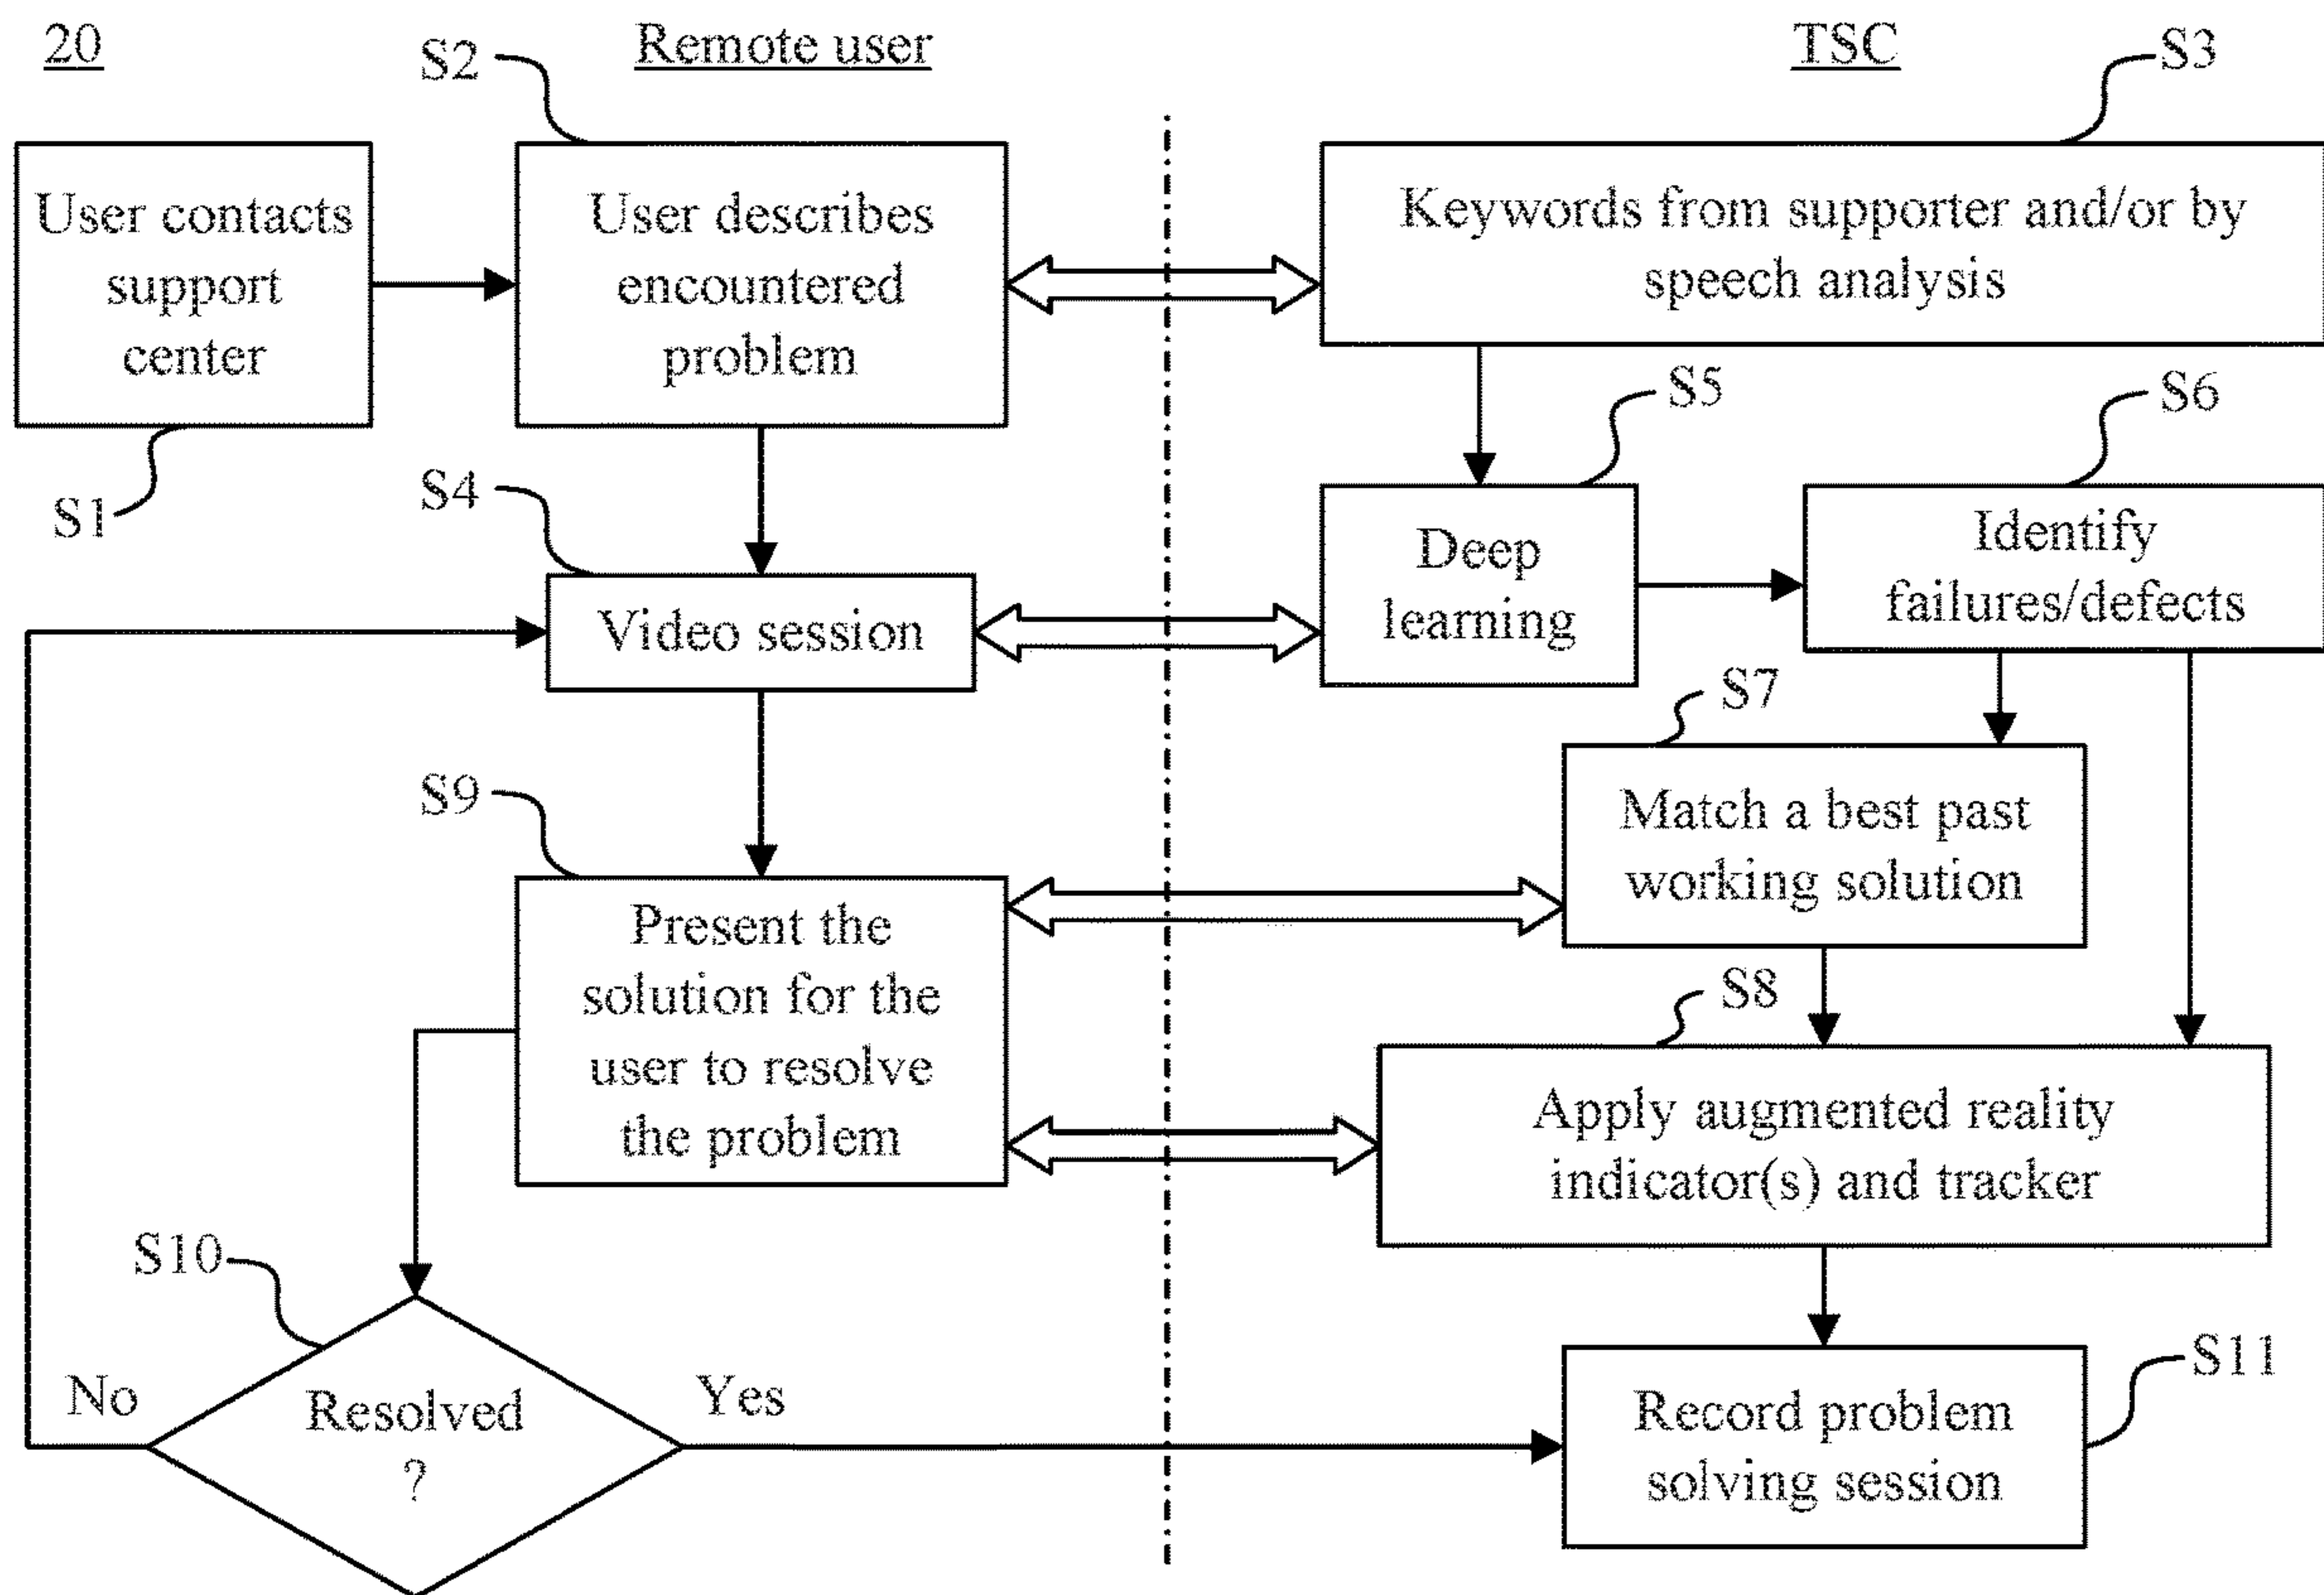 20
Remote user
TSC
S2
S3
User contacts
support
center
User describes
encountered
problem
Keywords from supporter and/or by
speech analysis
S1
S4
S5
S6
Video session
Deep
learning
Identify
failures/defects
S7
S9
Match a best past
working solution
Present the
solution for the
user to resolve
the problem
S8
Apply augmented reality
indicator(s) and tracker
S10
S11
No
Resolved
?
Yes
Record problem
solving session